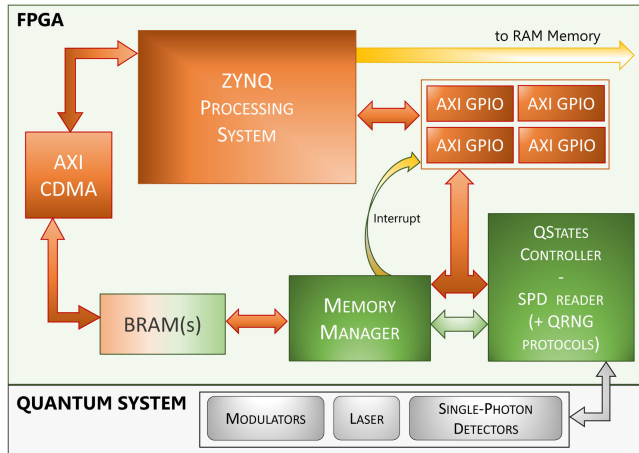 FPGA
to RAM Memory
ZYNQ
PROCESSING
SYSTEM
AXI GPIO
AXI GPIO
AXI GPIO
AXI GPIO
AXI
CDMA
Interrupt
QSTATES
CONTROLLER
-
SPD READER
(+ QRNG
PROTOCOLS)
MEMORY
MANAGER
BRAM(s)
QUANTUM SYSTEM
MODULATORS
LASER
SINGLE-PHOTON
DETECTORS